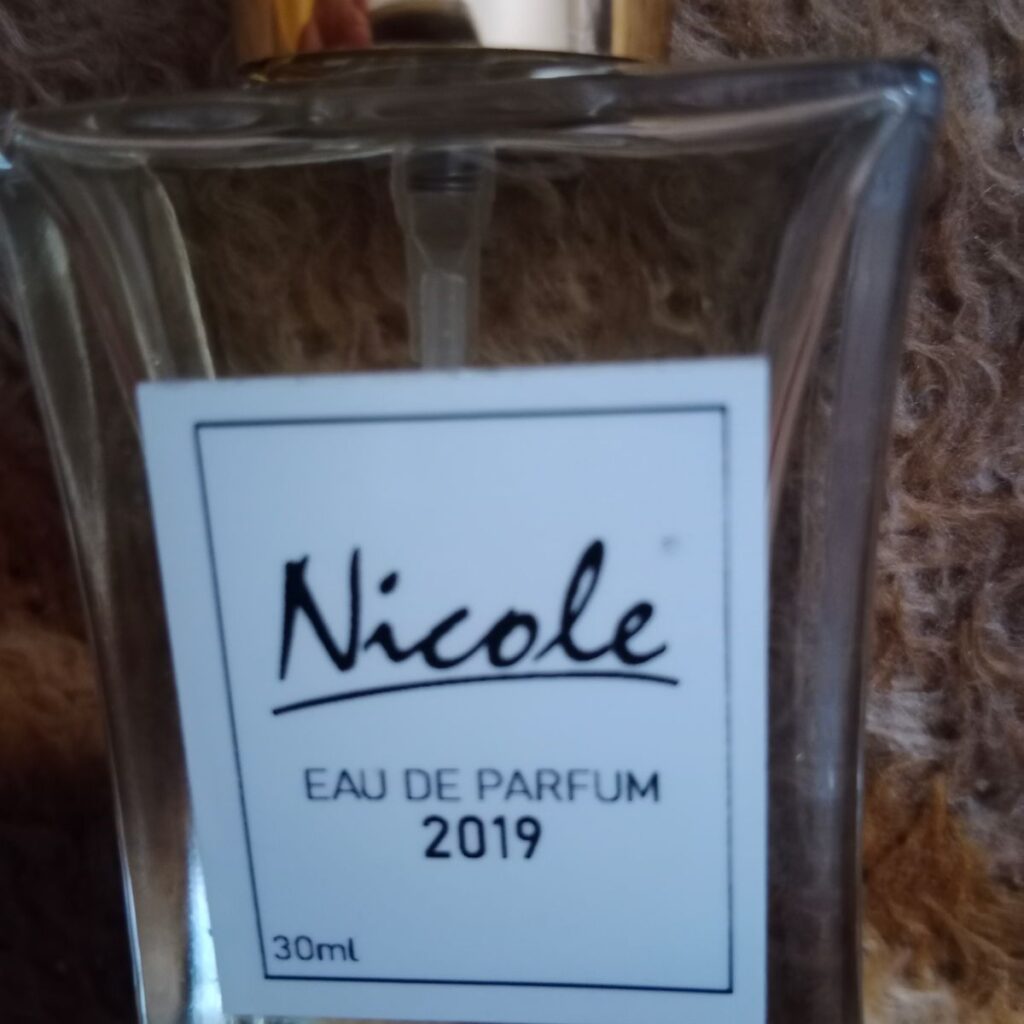 Nicole
EAU DE PARFUM
2019
30ml